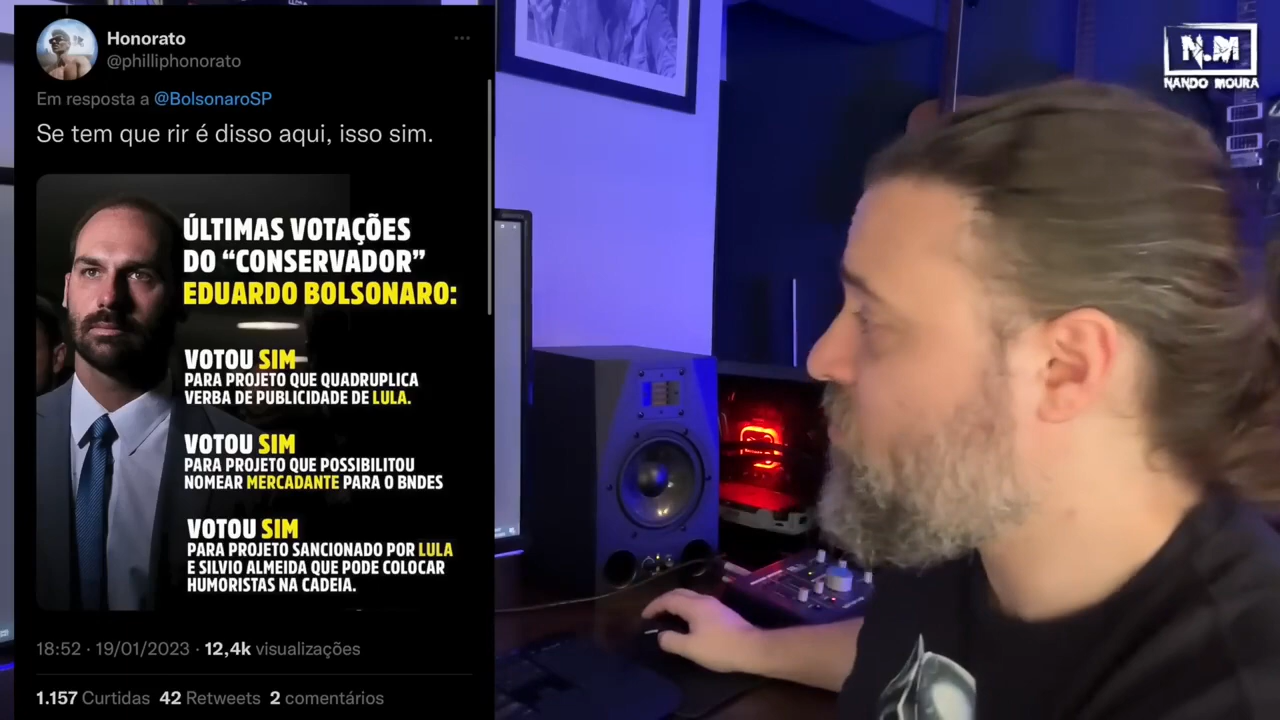 Honorato
@philliphonorato
Em resposta a @BolsonaroSP
Se tem que rir é disso aqui, isso sim.
ÚLTIMAS VOTAÇÕES
DO “CONSERVADOR”
EDUARDO BOLSONARO:
VOTOU SIM
PARA PROJETO QUE QUADRUPLICA
VERBA DE PUBLICIDADE DE LULA.
VOTOU SIM
PARA PROJETO QUE POSSIBILITOU
NOMEAR MERCADANTE PARA O BNDES
VOTOU SIM
PARA PROJETO SANCIONADO POR LULA
E SILVIO ALMEIDA QUE PODE COLOCAR
HUMORISTAS NA CADEIA.
18:52 · 19/01/2023 · 12,4k visualizações
1.157 Curtidas 42 Retweets 2 comentários
N.M
NANDO MOURA